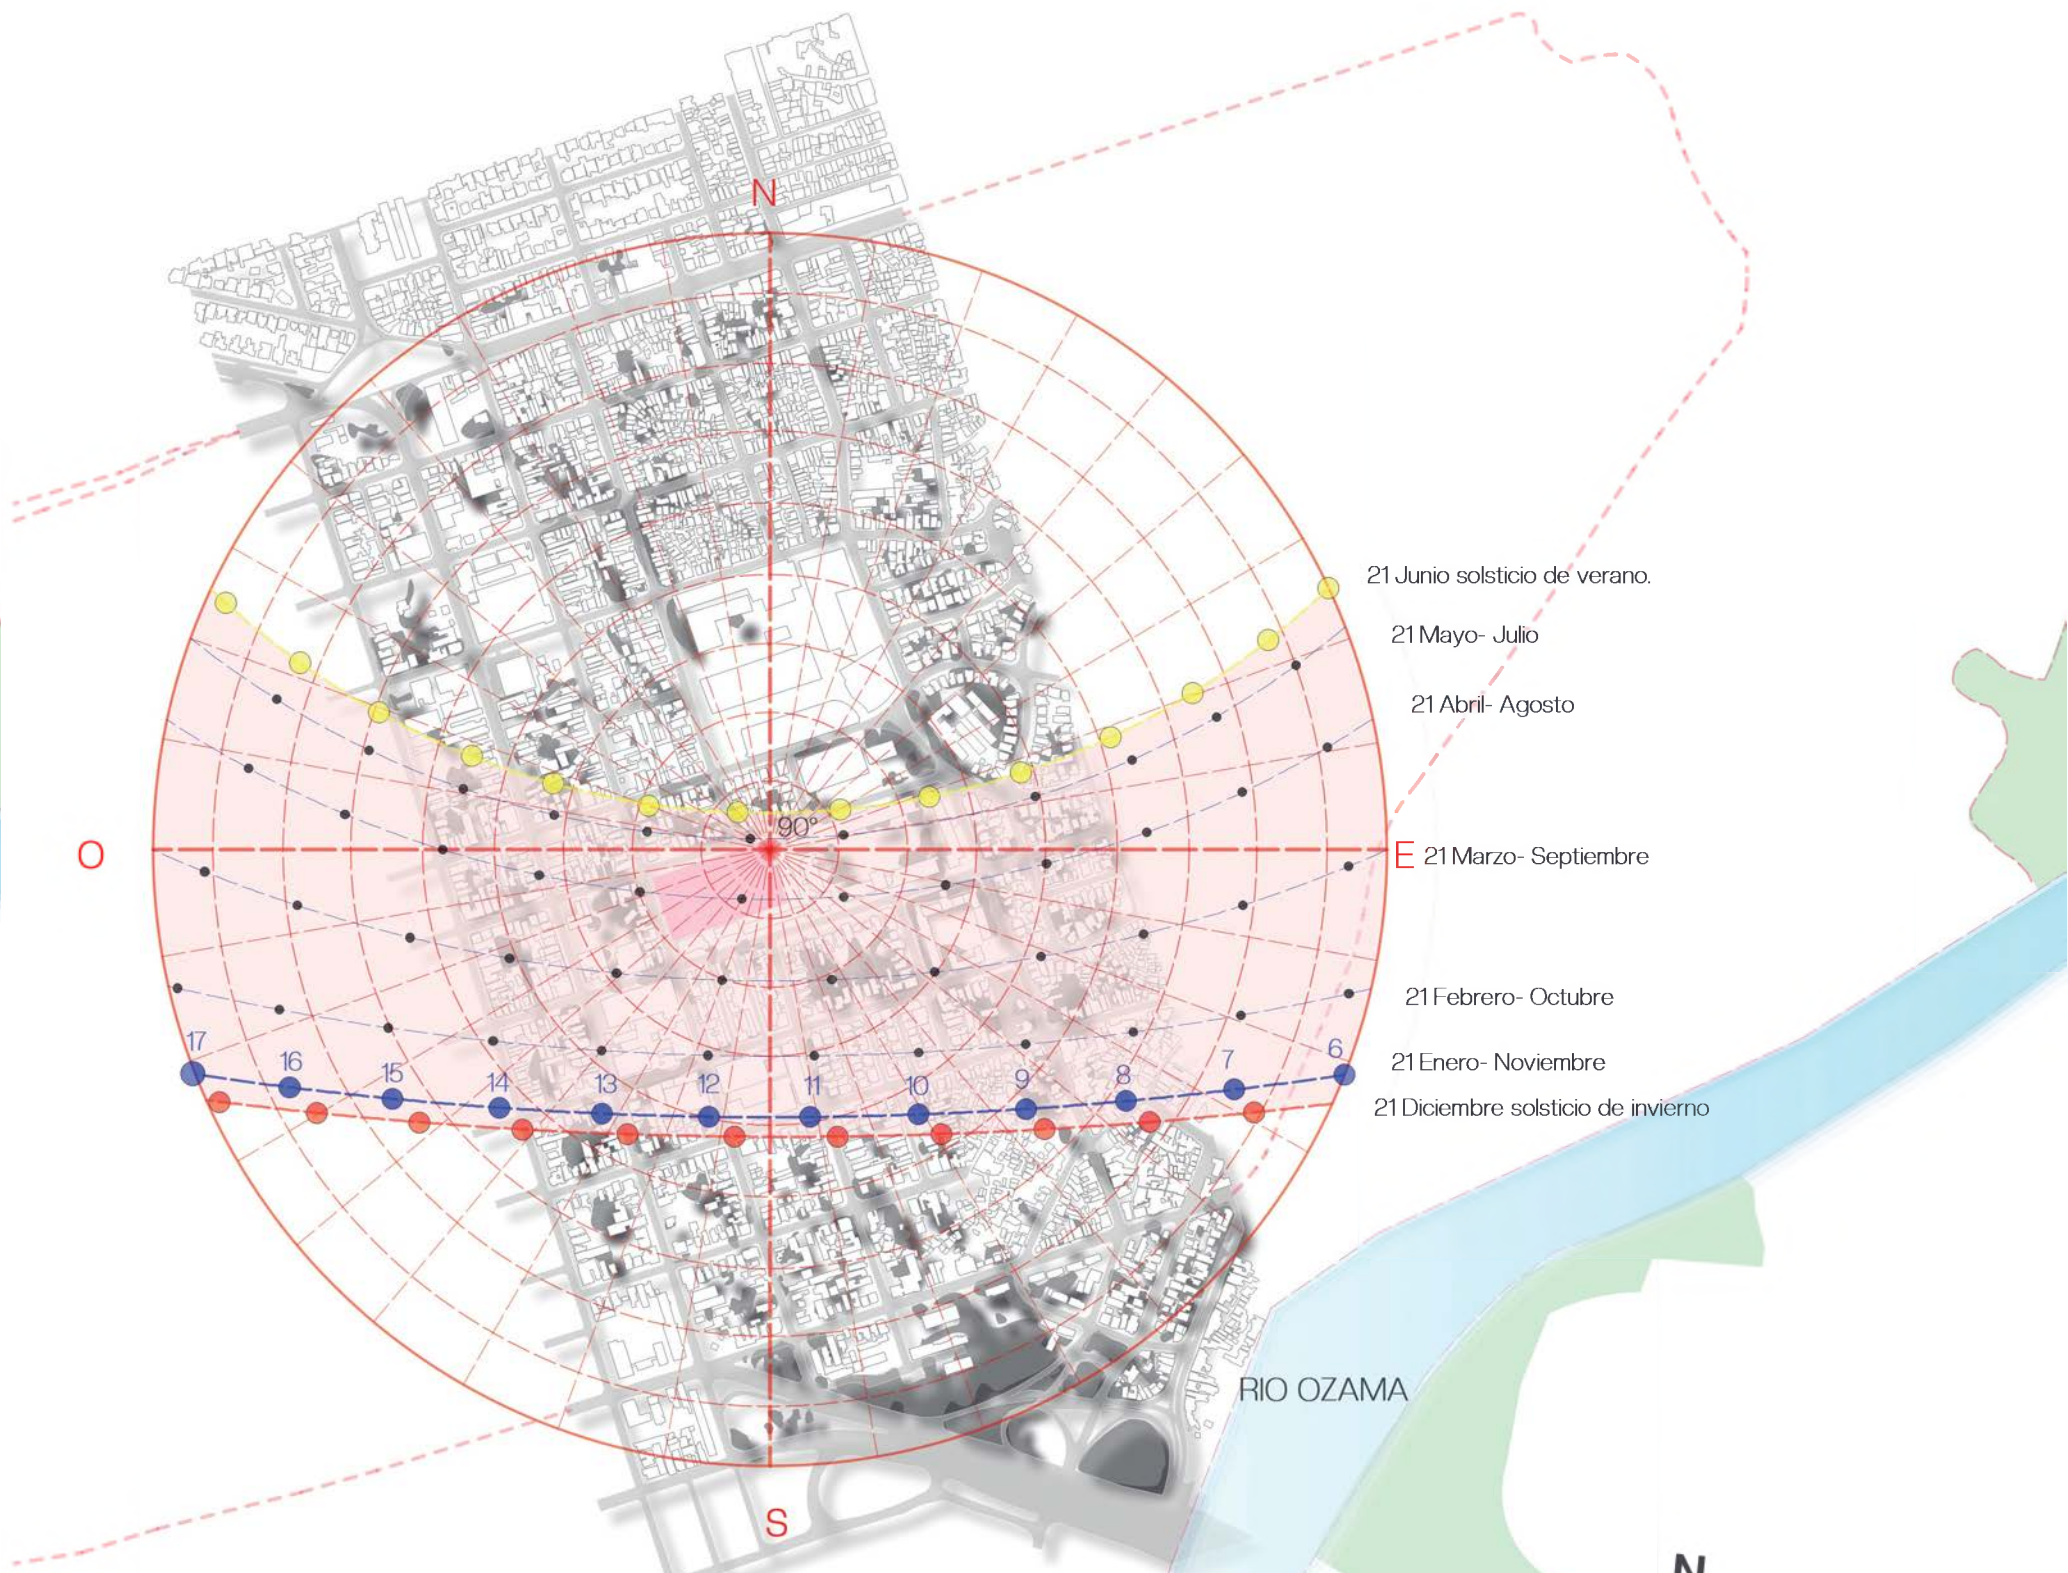 N
21 Junio solsticio de verano.
21 Mayo- Julio
21 Abril- Agosto
90°
O
E 21 Marzo- Septiembre
21 Febrero- Octubre
17 16 15 14 13 12 11 10 9 8 7 6
21 Enero- Noviembre
21 Diciembre solsticio de invierno
RIO OZAMA
S
N